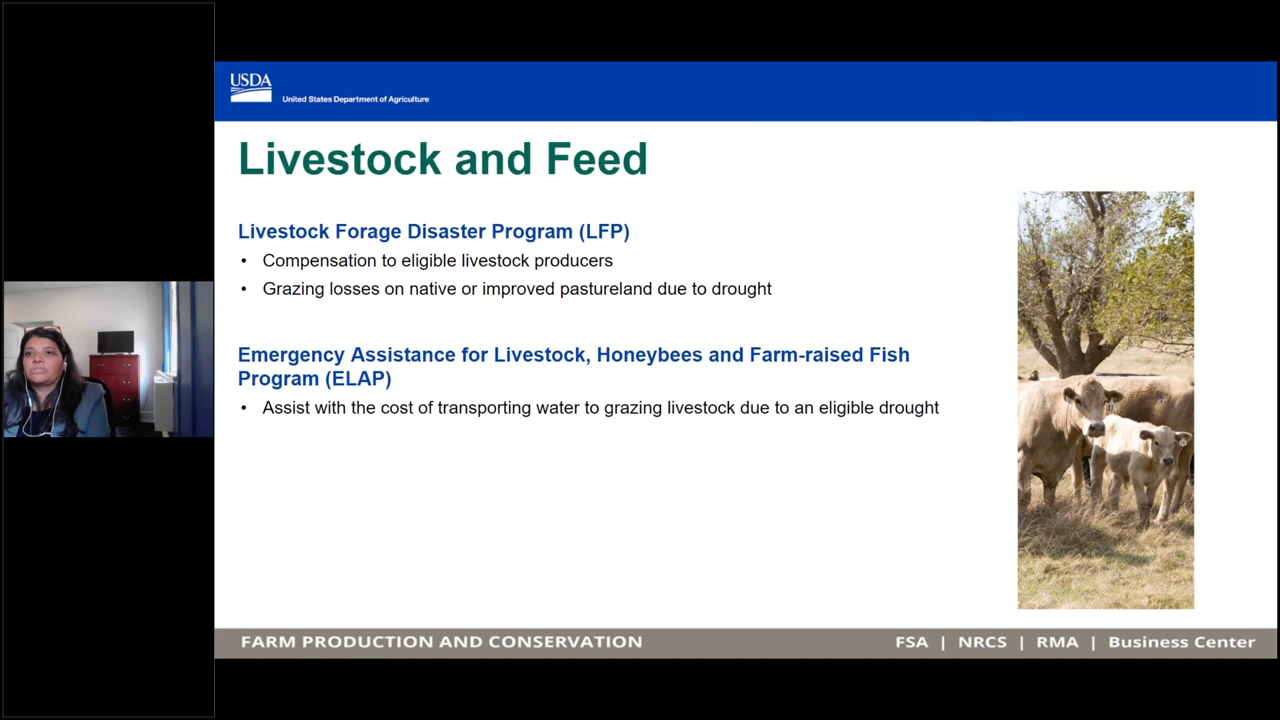 USDA
United States Department of Agriculture
Livestock and Feed
Livestock Forage Disaster Program (LFP)
• Compensation to eligible livestock producers
• Grazing losses on native or improved pastureland due to drought
Emergency Assistance for Livestock, Honeybees and Farm-raised Fish
Program (ELAP)
• Assist with the cost of transporting water to grazing livestock due to an eligible drought
FARM PRODUCTION AND CONSERVATION
FSA | NRCS | RMA | Business Center